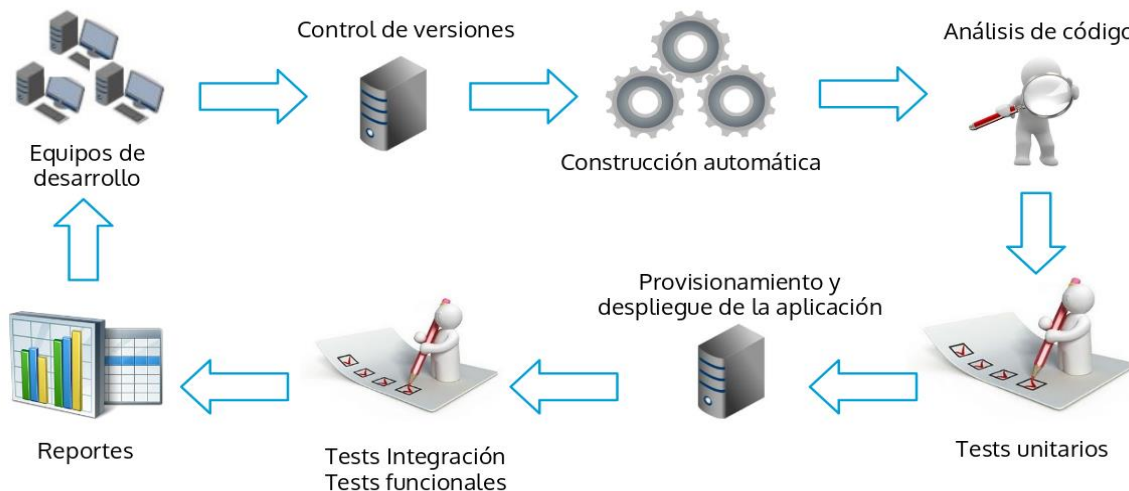 Control de versiones
Análisis de código
Equipos de
desarrollo
Construcción automática
Provisionamiento y
despliegue de la aplicación
Reportes
Tests Integración
Tests funcionales
Tests unitarios